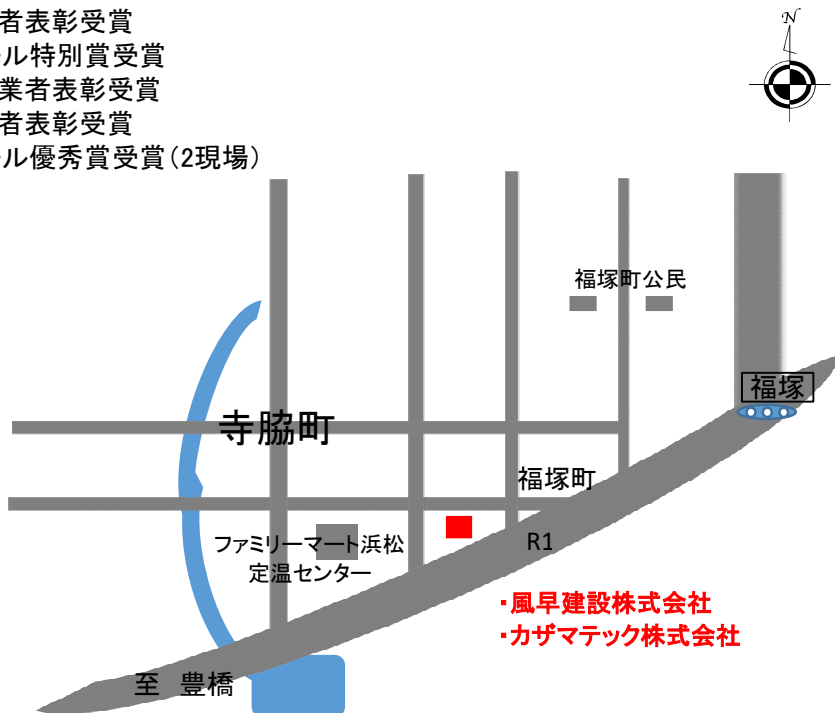 者表彰受賞
ル特別賞受賞
業者表彰受賞
者表彰受賞
ル優秀賞受賞(2現場)
N
福塚町公民
福塚
寺脇町
福塚町
ファミリーマート浜松
定温センター
R1
・風早建設株式会社
・カザマテック株式会社
至 豊橋